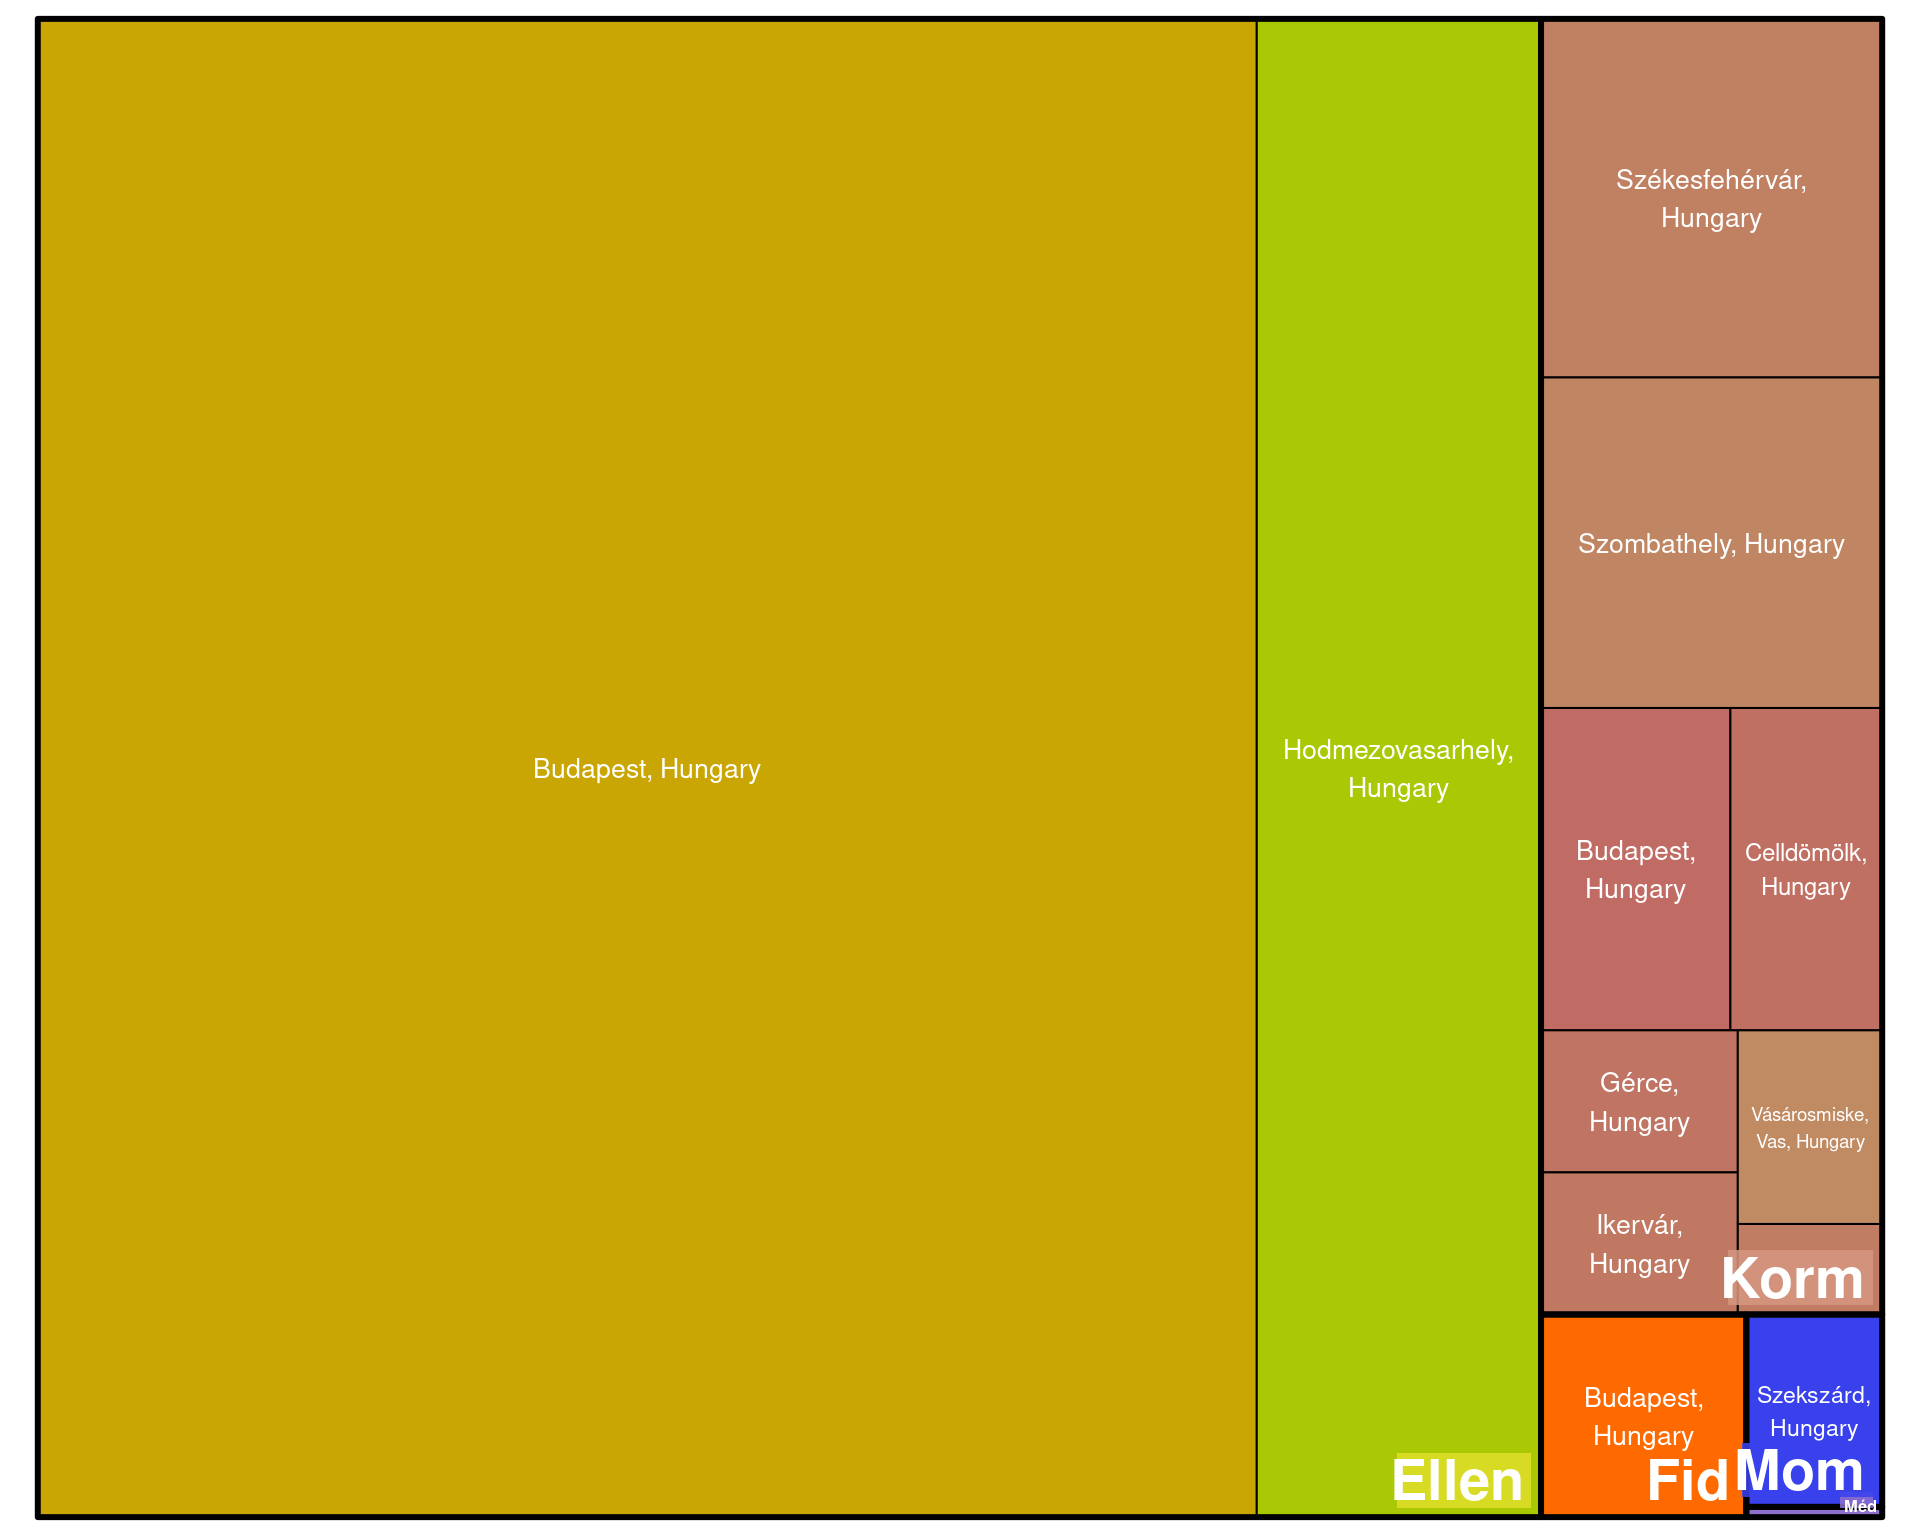 Budapest, Hungary
Hodmezovasarhely,
Hungary
Ellen
Székesfehérvár,
Hungary
Szombathely, Hungary
Budapest,
Hungary
Celldömölk,
Hungary
Gérce,
Hungary
Vásárosmiske,
Vas, Hungary
Ikervár,
Hungary
Korm
Budapest,
Hungary
Fid
Szekszárd,
Hungary
Mom
Méd